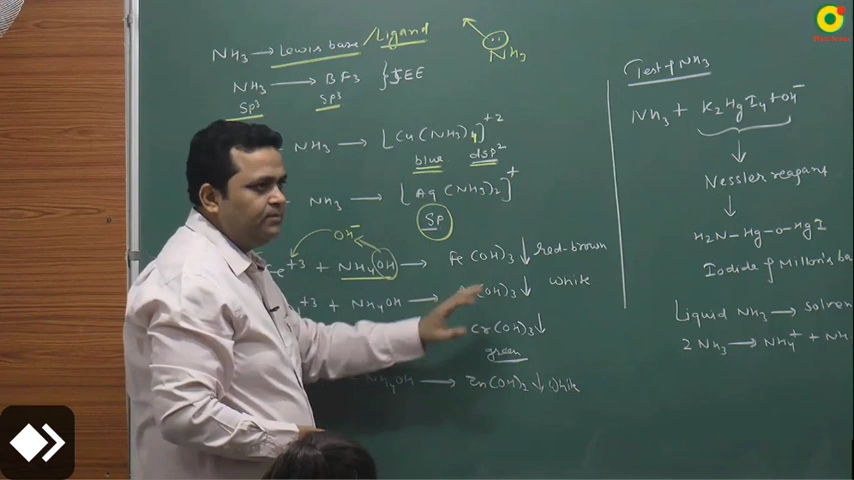 NH₃ → Lewis base / Ligand
NH₃
NH₃ → BF₃ { JEE
SP³ SP³
NH₃ → [Cu(NH₃)4]⁺²
blue dSP²
NH₃ → [Ag(NH₃)₂]⁺
SP
OH⁻
e⁺³ + NH₄OH → Fe(OH)₃↓ red-brown
⁺³ + NH₄OH → (OH)₃↓ white
Cr(OH)₃↓
green
NH₄OH → Zn(OH)₂↓ white
Test of NH₃
NH₃ + K₂HgI₄ + OH⁻
Nessler reagant
H₂N–Hg–O–HgI
Iodide of Millon's ba
Liquid NH₃ → solven
2NH₃ → NH₄⁺ + NH